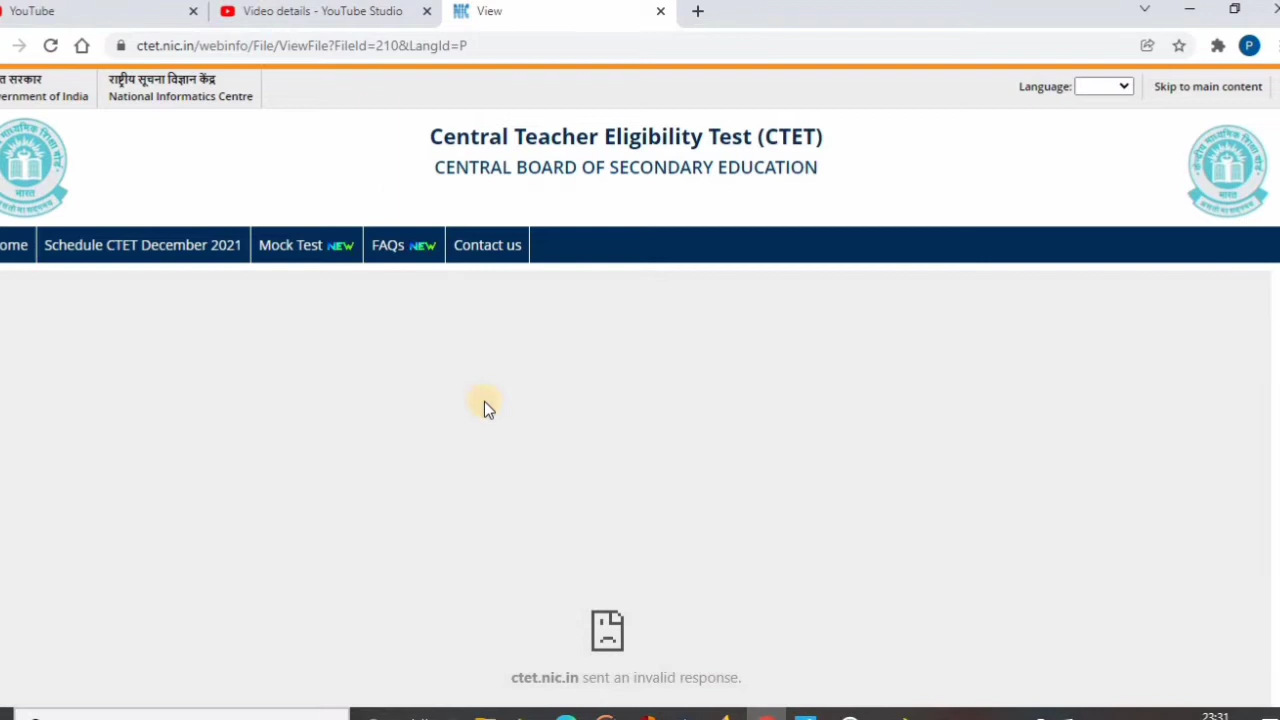 YouTube
Video details - YouTube Studio
NIC View
ctet.nic.in/webinfo/File/ViewFile?FileId=210&LangId=P
P
त सरकार
ernment of India
राष्ट्रीय सूचना विज्ञान केंद्र
National Informatics Centre
Language:
Skip to main content
Central Teacher Eligibility Test (CTET)
CENTRAL BOARD OF SECONDARY EDUCATION
भारत
भारत
ome
Schedule CTET December 2021
Mock Test NEW
FAQs NEW
Contact us
ctet.nic.in sent an invalid response.
23:31